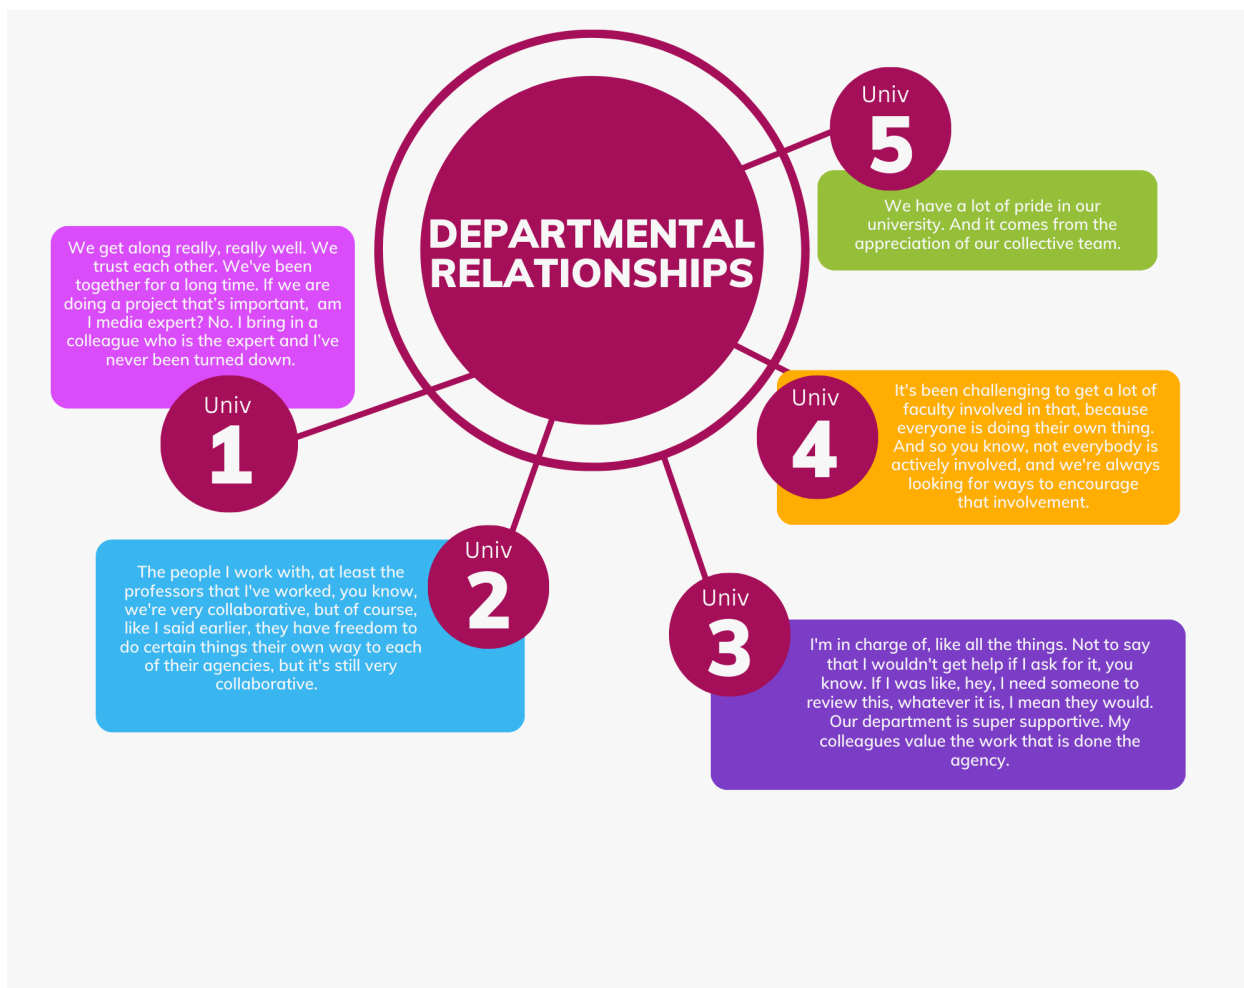 DEPARTMENTAL
RELATIONSHIPS
We get along really, really well. We
trust each other. We've been
together for a long time. If we are
doing a project that's important,  am
I media expert? No. I bring in a
colleague who is the expert and I've
never been turned down.
Univ
1
The people I work with, at least the
professors that I've worked, you know,
we're very collaborative, but of course,
like I said earlier, they have freedom to
do certain things their own way to each
of their agencies, but it's still very
collaborative.
Univ
2
Univ
3
I'm in charge of, like all the things. Not to say
that I wouldn't get help if I ask for it, you
know. If I was like, hey, I need someone to
review this, whatever it is, I mean they would.
Our department is super supportive. My
colleagues value the work that is done the
agency.
Univ
4
It's been challenging to get a lot of
faculty involved in that, because
everyone is doing their own thing.
And so you know, not everybody is
actively involved, and we're always
looking for ways to encourage
that involvement.
Univ
5
We have a lot of pride in our
university. And it comes from the
appreciation of our collective team.